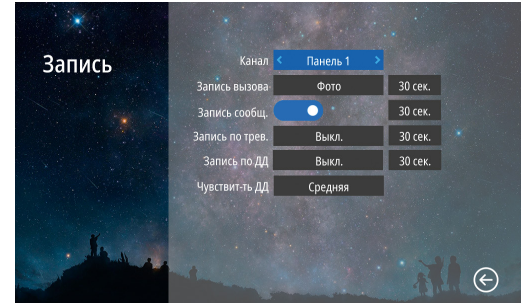 Запись
Канал Панель 1
Запись вызова Фото 30 сек.
Запись сообщ. 30 сек.
Запись по трев. Выкл. 30 сек.
Запись по ДД Выкл. 30 сек.
Чувствит-ть ДД Средняя